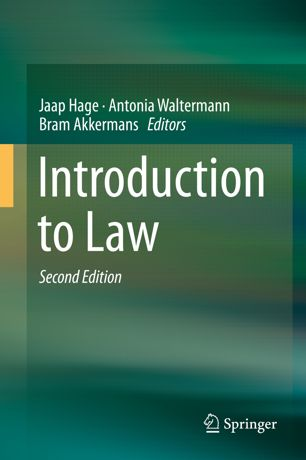 Jaap Hage · Antonia Waltermann
Bram Akkermans Editors
Introduction
to Law
Second Edition
Springer